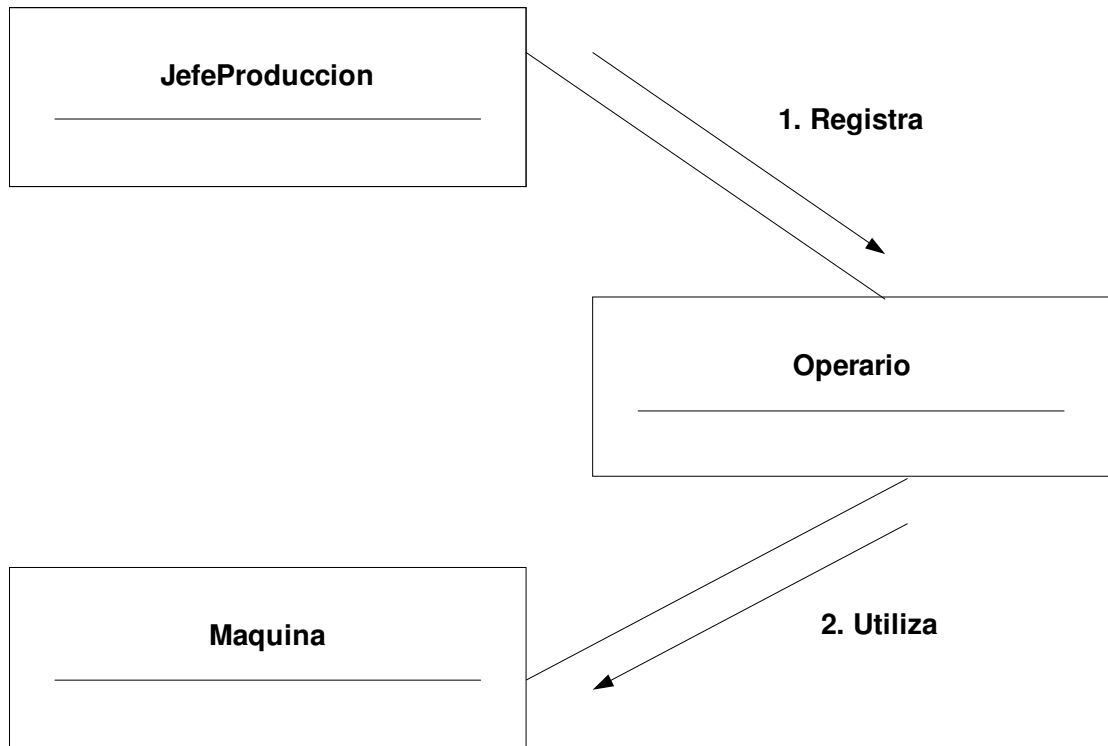 JefeProduccion
1. Registra
Operario
Maquina
2. Utiliza